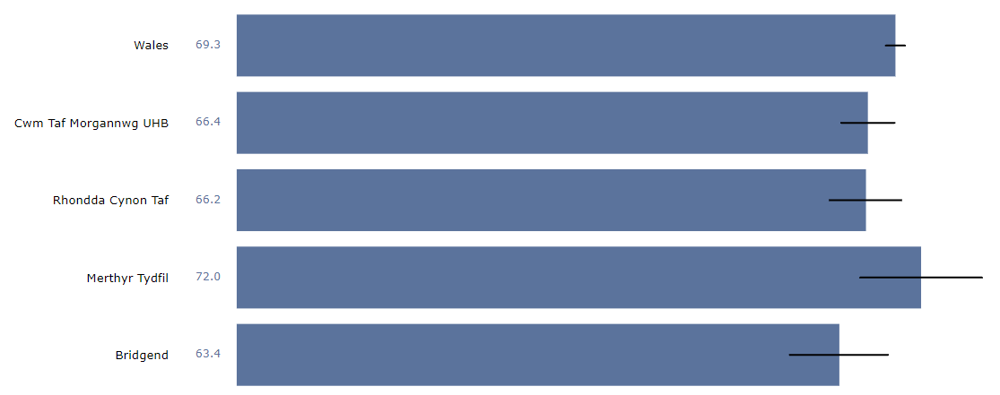 Wales 69.3
Cwm Taf Morgannwg UHB 66.4
Rhondda Cynon Taf 66.2
Merthyr Tydfil 72.0
Bridgend 63.4